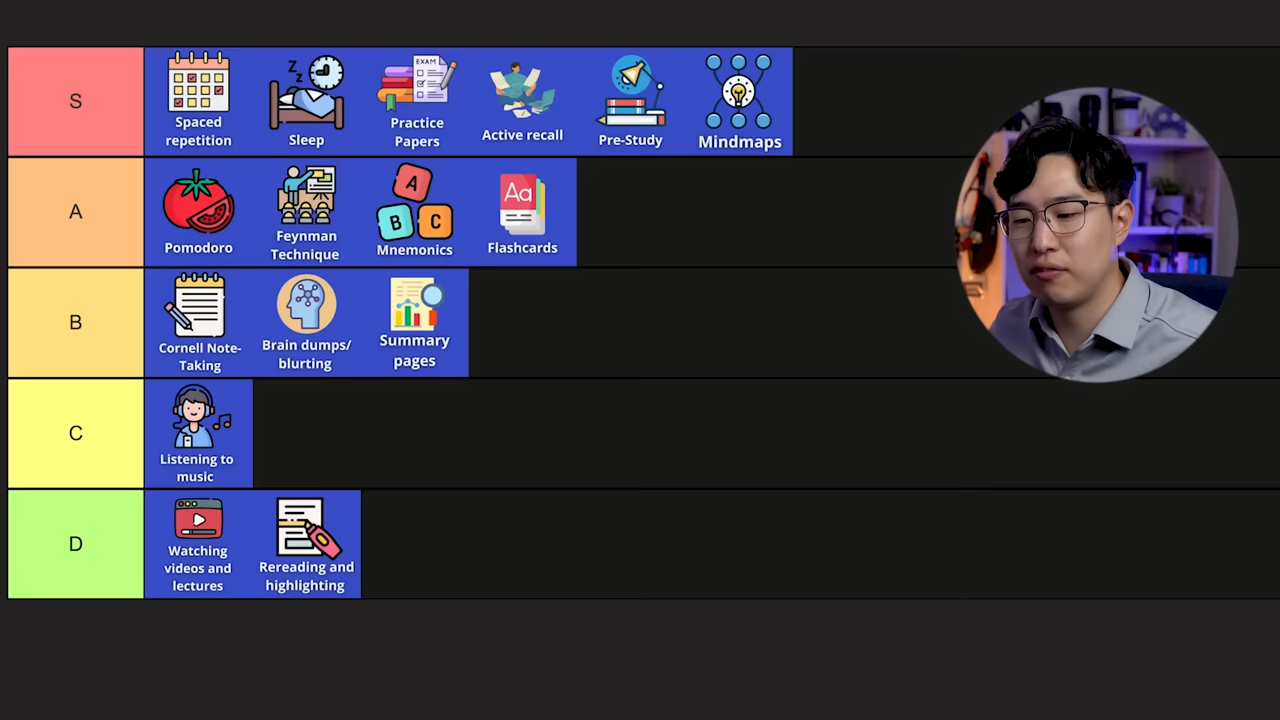 S
Spaced
repetition
Sleep
EXAM
Practice
Papers
Active recall
Pre-Study
Mindmaps
A
Pomodoro
Feynman
Technique
A
B
C
Mnemonics
Aa
Flashcards
B
Cornell Note-
Taking
Brain dumps/
blurting
Summary
pages
C
Listening to
music
D
Watching
videos and
lectures
Rereading and
highlighting